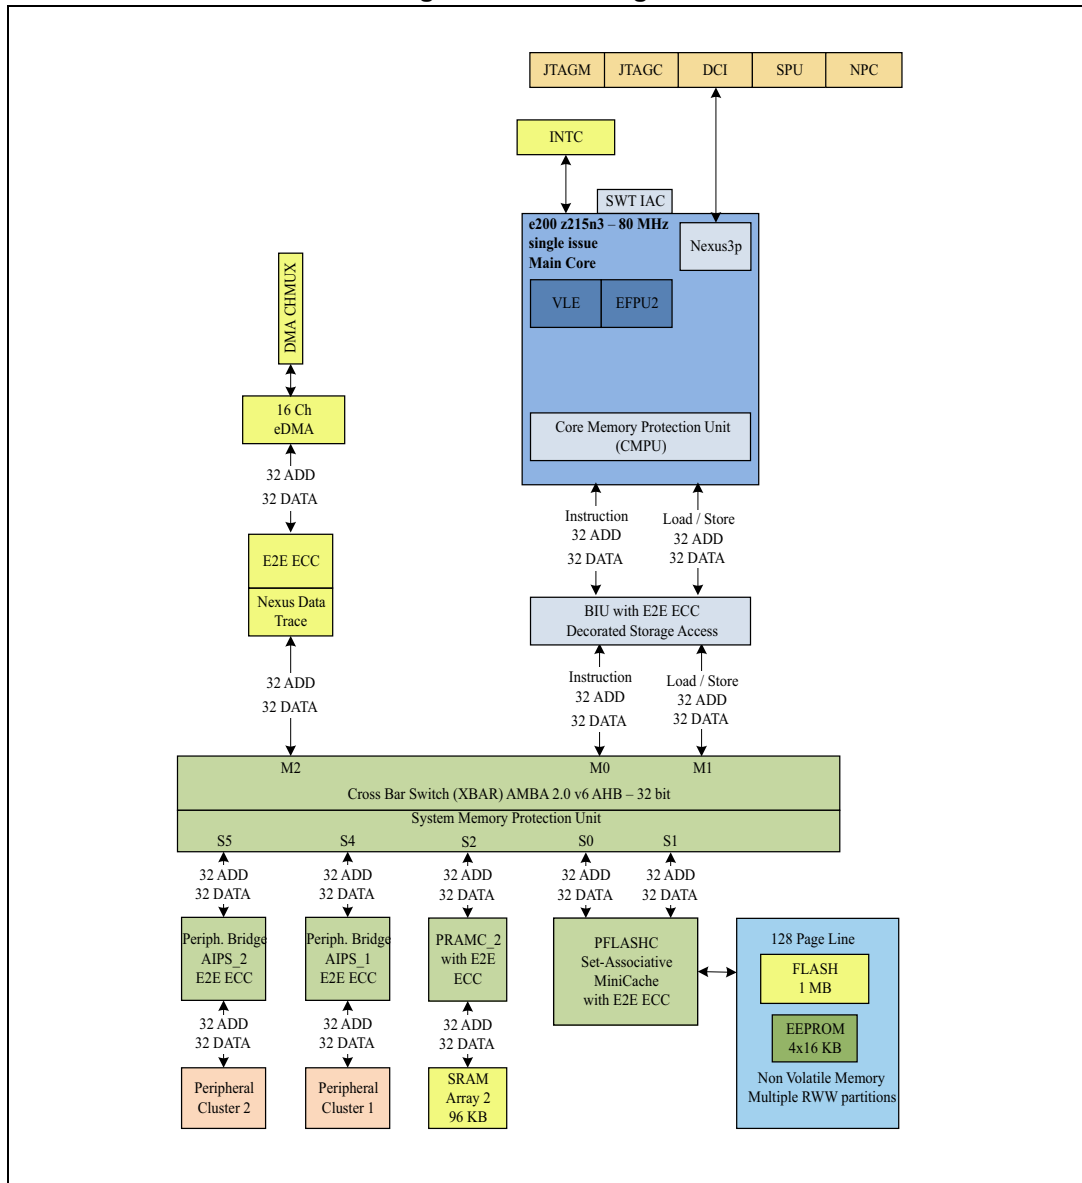 JTAGM JTAGC DCI SPU NPC
INTC
SWT IAC
e200 z215n3 – 80 MHz
single issue
Main Core
Nexus3p
VLE EFPU2
DMA CHMUX
16 Ch
eDMA
Core Memory Protection Unit
(CMPU)
32 ADD
32 DATA
Instruction
32 ADD
32 DATA
Load / Store
32 ADD
32 DATA
E2E ECC
Nexus Data
Trace
BIU with E2E ECC
Decorated Storage Access
32 ADD
32 DATA
Instruction
32 ADD
32 DATA
Load / Store
32 ADD
32 DATA
M2 M0 M1
Cross Bar Switch (XBAR) AMBA 2.0 v6 AHB – 32 bit
System Memory Protection Unit
S5 S4 S2 S0 S1
32 ADD 32 ADD 32 ADD 32 ADD 32 ADD
32 DATA 32 DATA 32 DATA 32 DATA 32 DATA
Periph. Bridge
AIPS_2
E2E ECC
Periph. Bridge
AIPS_1
E2E ECC
PRAMC_2
with E2E
ECC
PFLASHC
Set-Associative
MiniCache
with E2E ECC
128 Page Line
FLASH
1 MB
EEPROM
4x16 KB
Non Volatile Memory
Multiple RWW partitions
32 ADD 32 ADD 32 ADD
32 DATA 32 DATA 32 DATA
Peripheral
Cluster 2
Peripheral
Cluster 1
SRAM
Array 2
96 KB